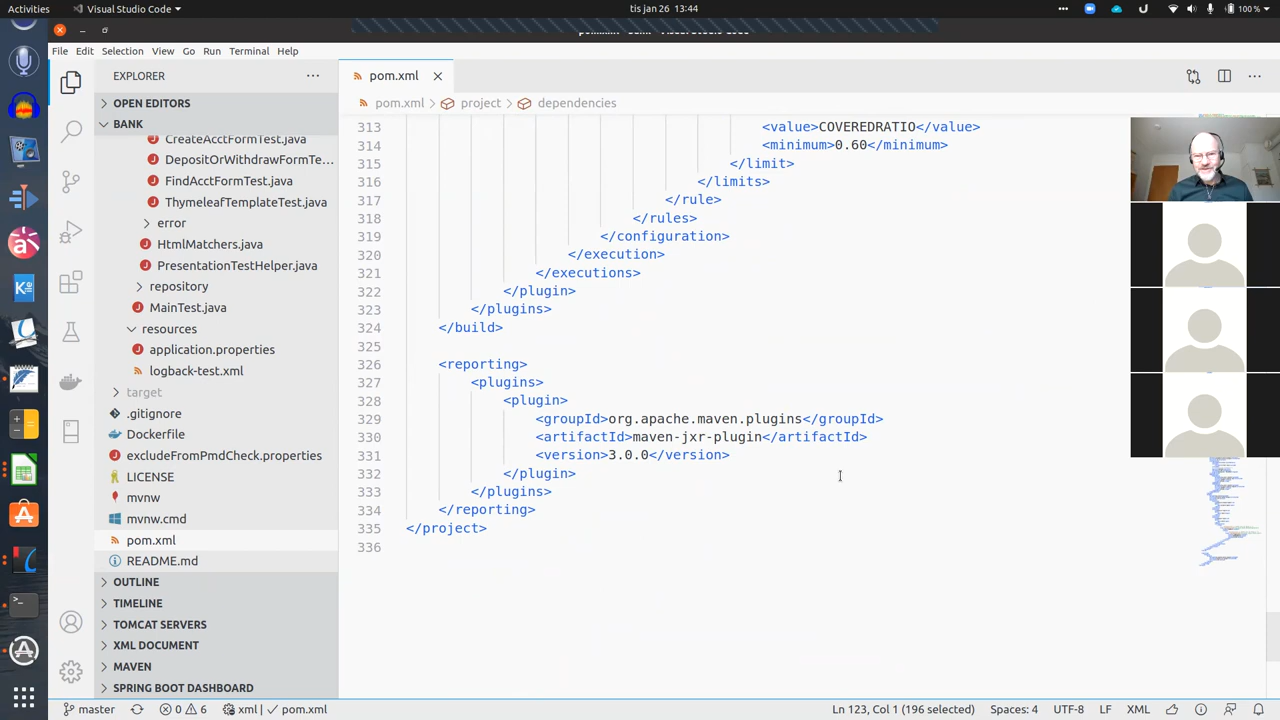 Activities
Visual Studio Code
tis jan 26 13:44
100 %
File Edit Selection View Go Run Terminal Help
EXPLORER
pom.xml
OPEN EDITORS
pom.xml > project > dependencies
BANK
CreateAcctFormTest.java
DepositOrWithdrawFormTe...
FindAcctFormTest.java
ThymeleafTemplateTest.java
error
HtmlMatchers.java
PresentationTestHelper.java
repository
MainTest.java
resources
application.properties
logback-test.xml
target
.gitignore
Dockerfile
excludeFromPmdCheck.properties
LICENSE
mvnw
mvnw.cmd
pom.xml
README.md
OUTLINE
TIMELINE
TOMCAT SERVERS
XML DOCUMENT
MAVEN
SPRING BOOT DASHBOARD
313 <value>COVEREDRATIO</value>
314 <minimum>0.60</minimum>
315 </limit>
316 </limits>
317 </rule>
318 </rules>
319 </configuration>
320 </execution>
321 </executions>
322 </plugin>
323 </plugins>
324 </build>
325
326 <reporting>
327 <plugins>
328 <plugin>
329 <groupId>org.apache.maven.plugins</groupId>
330 <artifactId>maven-jxr-plugin</artifactId>
331 <version>3.0.0</version>
332 </plugin>
333 </plugins>
334 </reporting>
335 </project>
336
master
0 6
xml
pom.xml
Ln 123, Col 1 (196 selected)
Spaces: 4
UTF-8
LF
XML